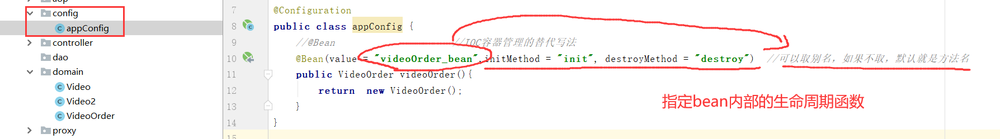 aop
config
appConfig
controller
dao
domain
Video
Video2
VideoOrder
proxy
7 @Configuration
8 public class appConfig {
9 //@Bean //IOC容器管理的替代写法
10 @Bean(value = "videoOrder_bean",initMethod = "init", destroyMethod = "destroy") //可以取别名，如果不取，默认就是方法名
11 public VideoOrder videoOrder(){
12 return new VideoOrder();
13 }
指定bean内部的生命周期函数
14 }
15